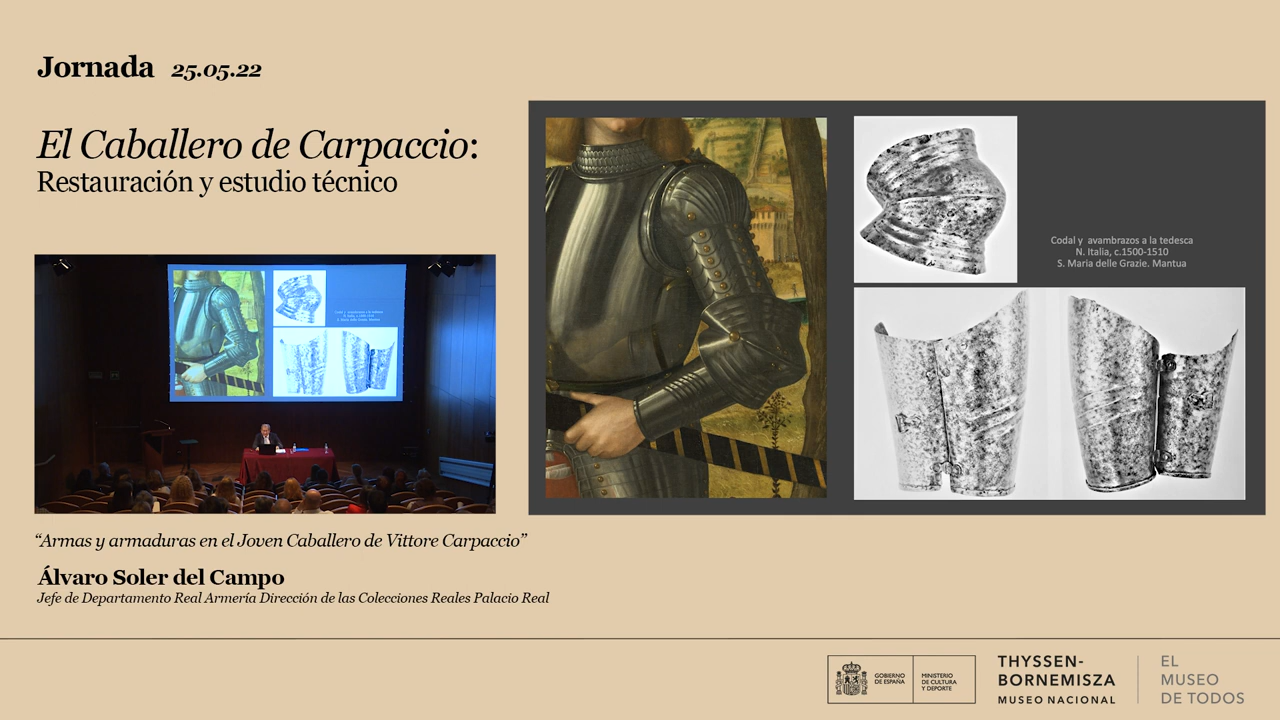 Jornada 25.05.22
El Caballero de Carpaccio:
Restauración y estudio técnico
Codal y avambrazos a la tedesca
N. Italia, c.1500-1510
S. Maria delle Grazie. Mantua
“Armas y armaduras en el Joven Caballero de Vittore Carpaccio”
Álvaro Soler del Campo
Jefe de Departamento Real Armería Dirección de las Colecciones Reales Palacio Real
GOBIERNO
DE ESPAÑA
MINISTERIO
DE CULTURA
Y DEPORTE
THYSSEN-
BORNEMISZA
MUSEO NACIONAL
EL
MUSEO
DE TODOS